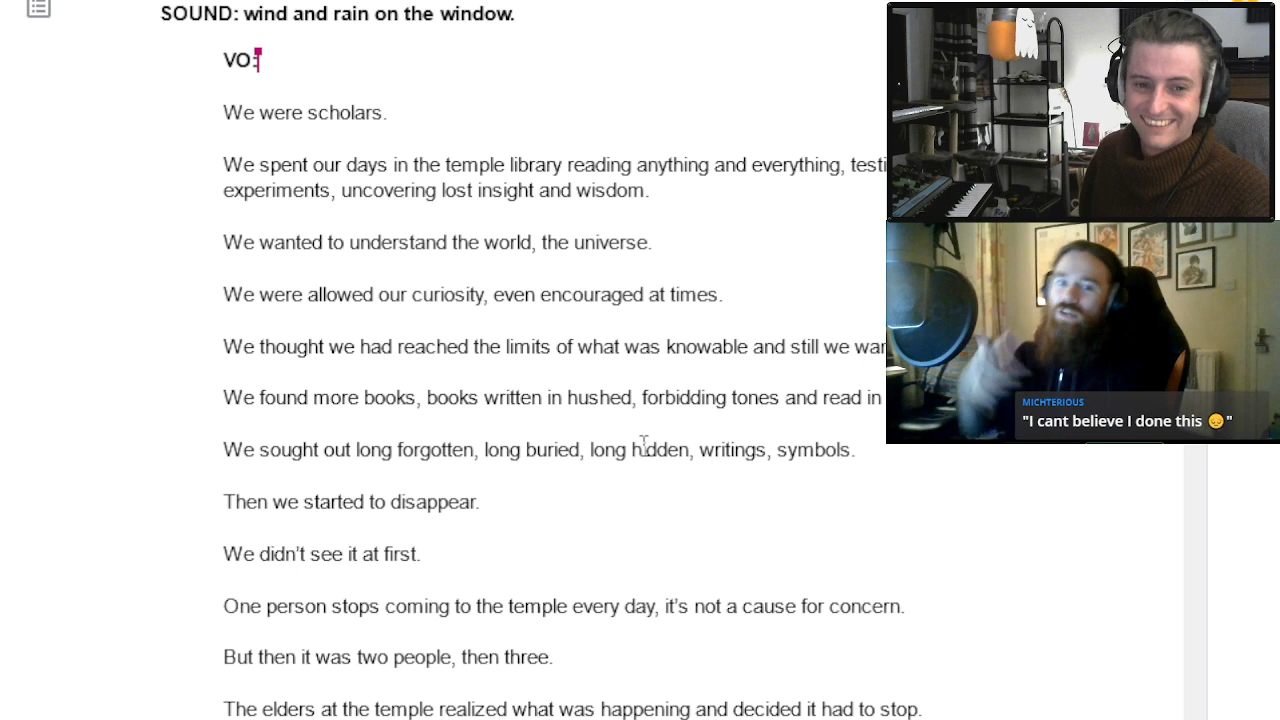 SOUND: wind and rain on the window.
VO:
We were scholars.
We spent our days in the temple library reading anything and everything, testi
experiments, uncovering lost insight and wisdom.
We wanted to understand the world, the universe.
We were allowed our curiosity, even encouraged at times.
We thought we had reached the limits of what was knowable and still we wan
We found more books, books written in hushed, forbidding tones and read in
We sought out long forgotten, long buried, long hidden, writings, symbols.
Then we started to disappear.
We didn’t see it at first.
One person stops coming to the temple every day, it’s not a cause for concern.
But then it was two people, then three.
The elders at the temple realized what was happening and decided it had to stop.
MICHTERIOUS
"I cant believe I done this 😔"